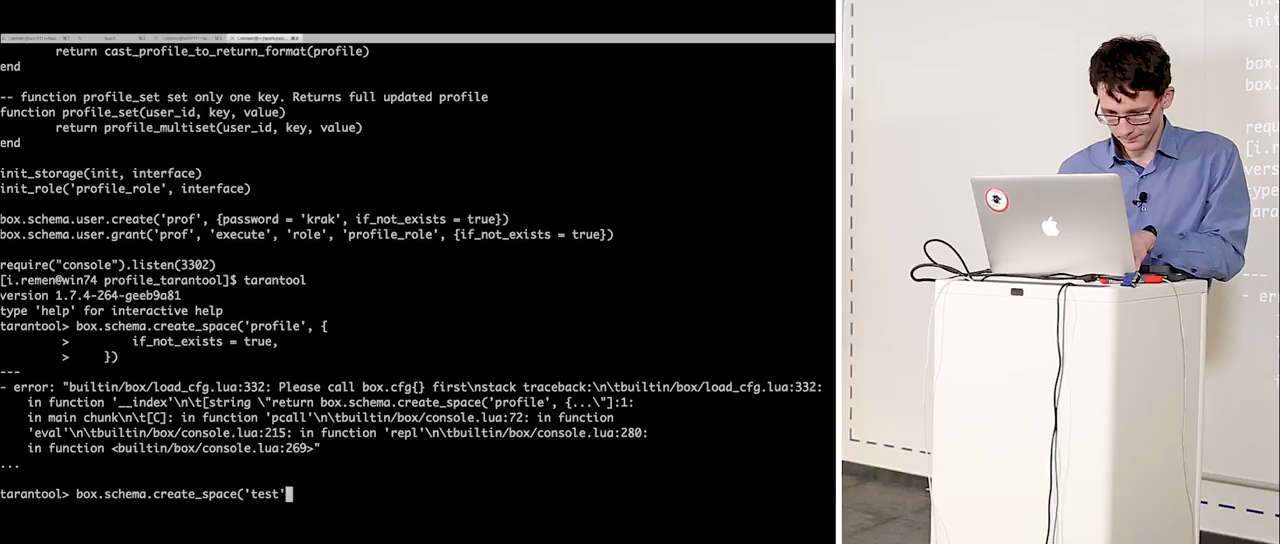 return cast_profile_to_return_format(profile)
end
-- function profile_set set only one key. Returns full updated profile
function profile_set(user_id, key, value)
return profile_multiset(user_id, key, value)
end
init_storage(init, interface)
init_role('profile_role', interface)
box.schema.user.create('prof', {password = 'krak', if_not_exists = true})
box.schema.user.grant('prof', 'execute', 'role', 'profile_role', {if_not_exists = true})
require("console").listen(3302)
[i.remen@win74 profile_tarantool]$ tarantool
version 1.7.4-264-geeb9a81
type 'help' for interactive help
tarantool> box.schema.create_space('profile', {
> if_not_exists = true,
> })
---
- error: "builtin/box/load_cfg.lua:332: Please call box.cfg{} first\nstack traceback:\n\tbuiltin/box/load_cfg.lua:332:
in function '__index'\n\t[string \"return box.schema.create_space('profile', {...\"]:1:
in main chunk\n\t[C]: in function 'pcall'\n\tbuiltin/box/console.lua:72: in function
'eval'\n\tbuiltin/box/console.lua:215: in function 'repl'\n\tbuiltin/box/console.lua:280:
in function <builtin/box/console.lua:269>"
...
tarantool> box.schema.create_space('test'